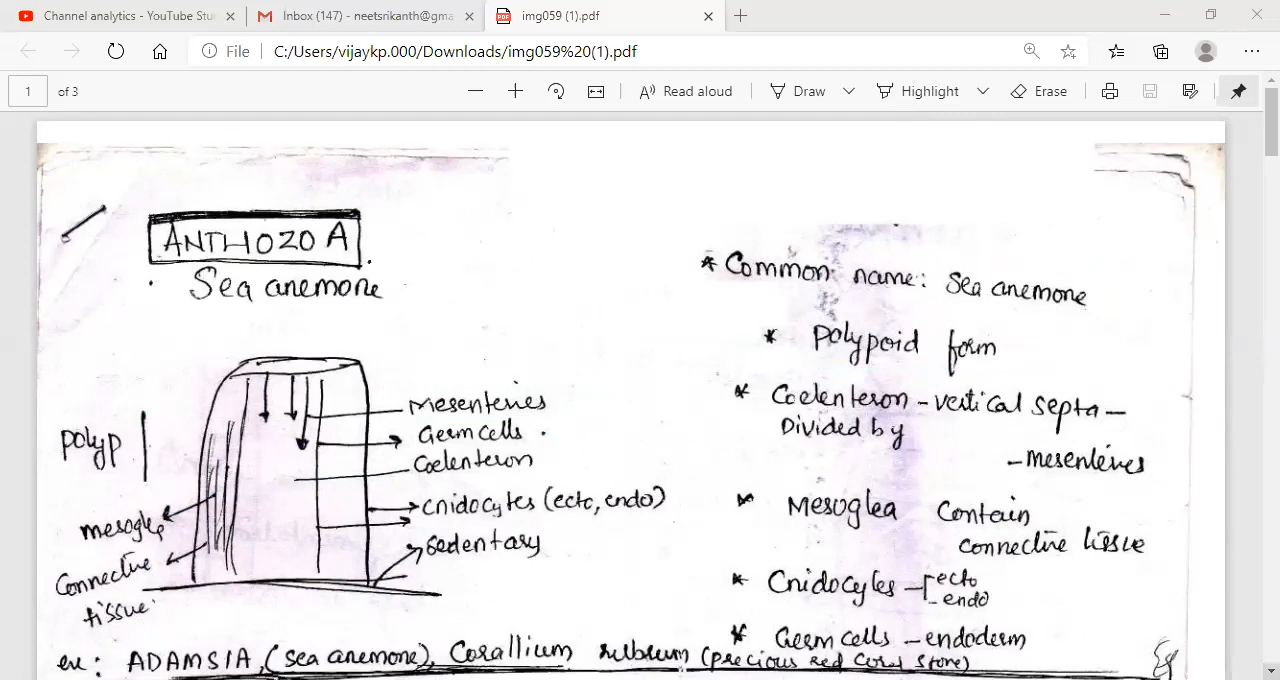 Channel analytics - YouTube Stu
Inbox (147) - neetsrikanth@gma
img059 (1).pdf
File
C:/Users/vijaykp.000/Downloads/img059%20(1).pdf
1 of 3
Read aloud
Draw
Highlight
Erase
ANTHOZOA
Sea anemone
polyp
Mesenteries
Germ cells
Coelenteron
Cnidocytes (ecto, endo)
Sedentary
mesoglea
Connective
tissue
* Common name: Sea anemone
* Polypoid form
* Coelenteron - vertical septa -
Divided by
- mesenteries
* Mesoglea Contain
connective tissue
* Cnidocytes - ecto
endo
* Germ cells - endoderm
ex: ADAMSIA, (sea anemone), Corallium rubrum (precious red coral stone)